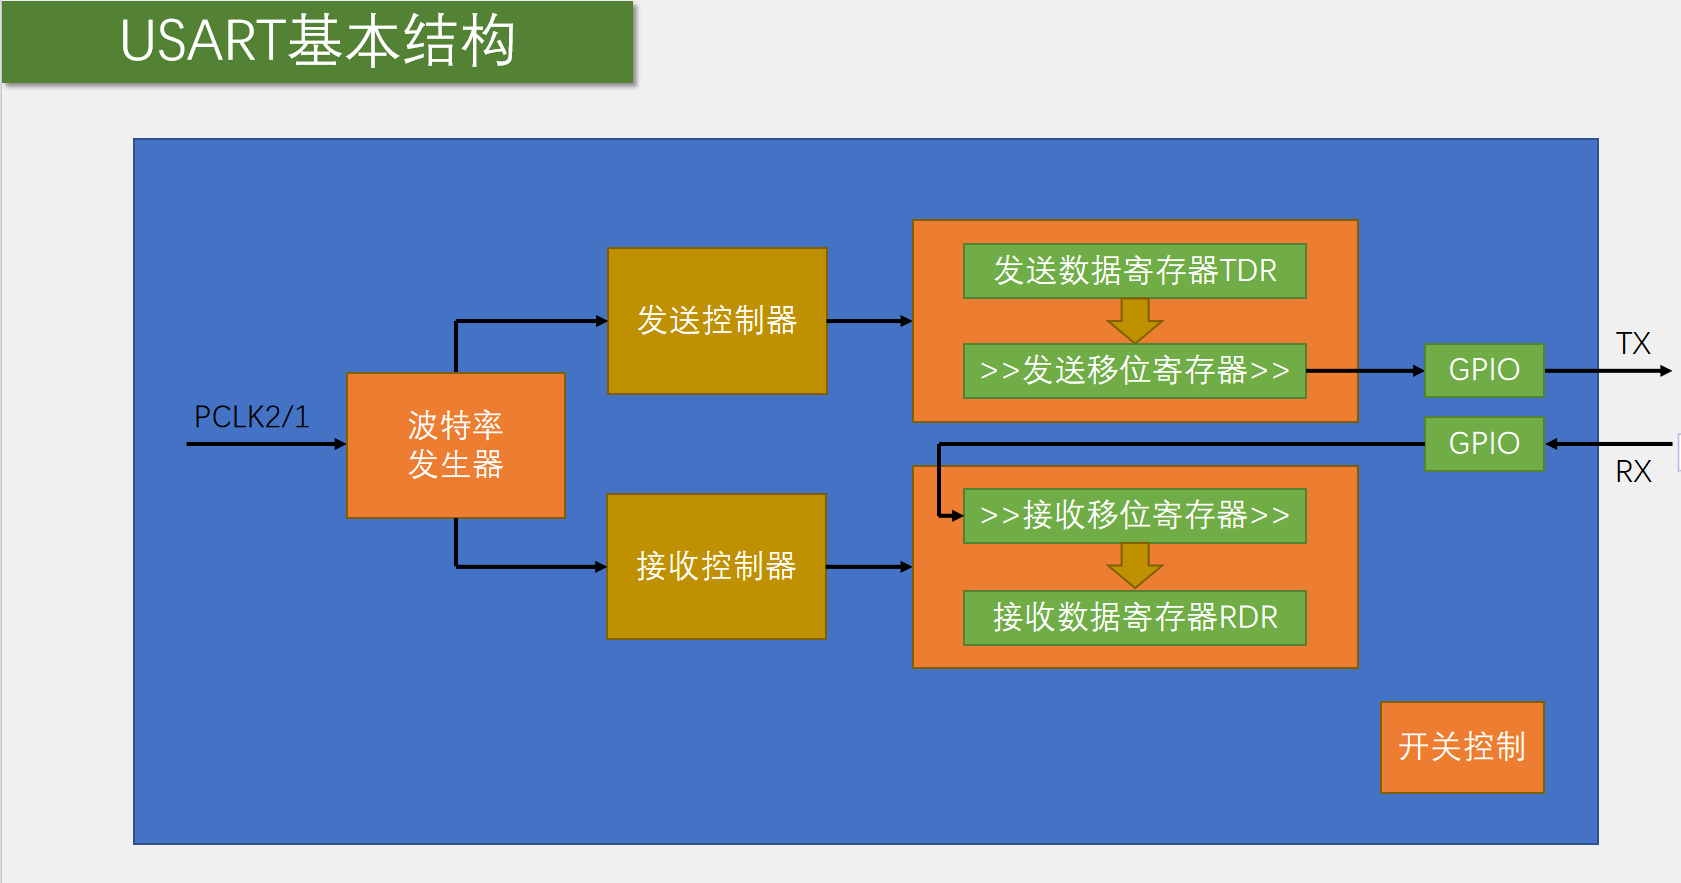 USART基本结构
发送数据寄存器TDR
发送控制器
>>发送移位寄存器>>
GPIO
TX
PCLK2/1
波特率
发生器
GPIO
RX
>>接收移位寄存器>>
接收控制器
接收数据寄存器RDR
开关控制